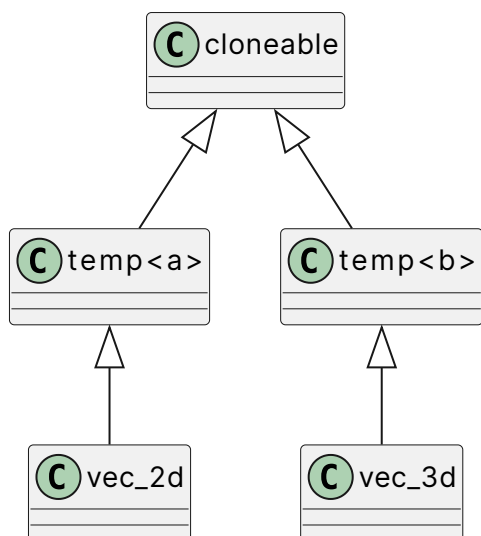 C cloneable
C temp<a>
C temp<b>
C vec_2d
C vec_3d